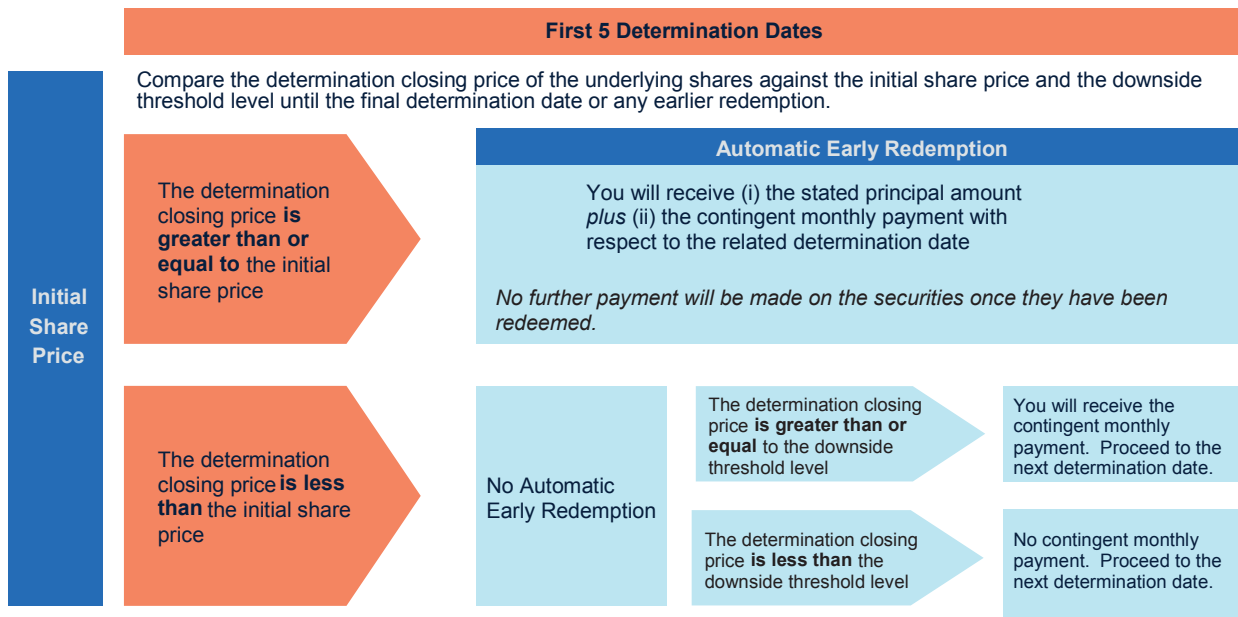 First 5 Determination Dates
Compare the determination closing price of the underlying shares against the initial share price and the downside
threshold level until the final determination date or any earlier redemption.
Initial
Share
Price
The determination
closing price is
greater than or
equal to the initial
share price
Automatic Early Redemption
You will receive (i) the stated principal amount
plus (ii) the contingent monthly payment with
respect to the related determination date
No further payment will be made on the securities once they have been
redeemed.
The determination
closing price is less
than the initial share
price
No Automatic
Early Redemption
The determination closing
price is greater than or
equal to the downside
threshold level
You will receive the
contingent monthly
payment.  Proceed to the
next determination date.
The determination closing
price is less than the
downside threshold level
No contingent monthly
payment.  Proceed to the
next determination date.